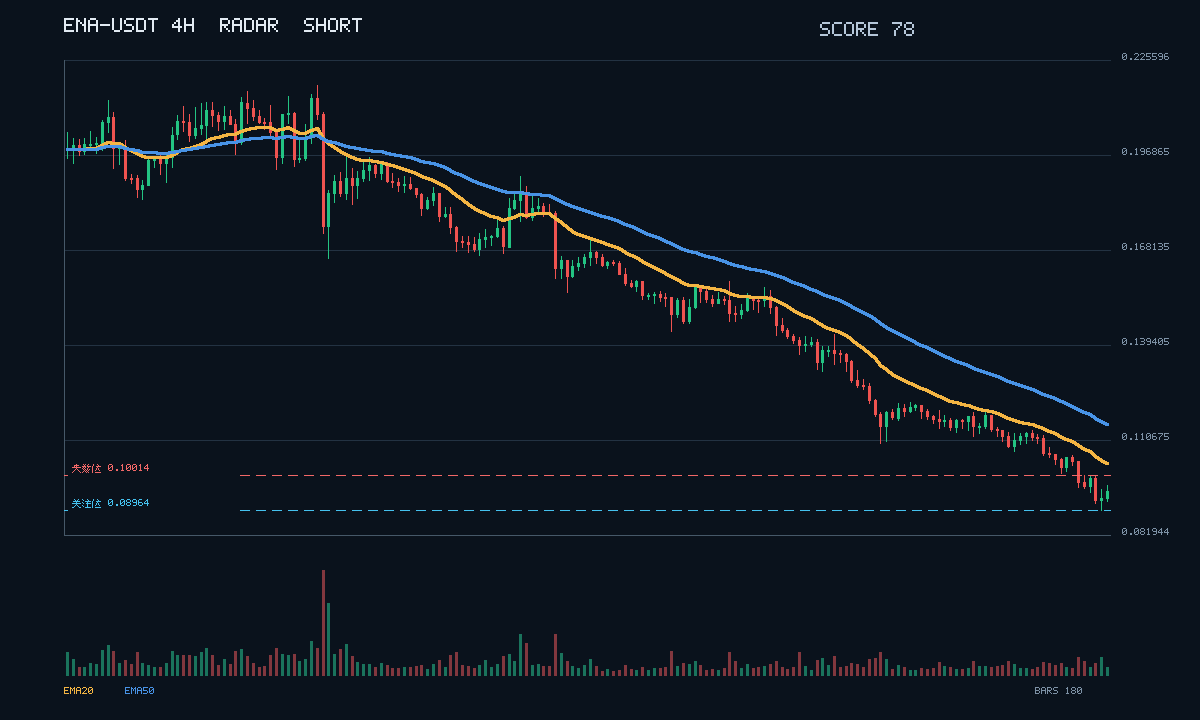 ENA-USDT 4H RADAR SHORT
SCORE 78
0.225596
0.196865
0.168135
0.139405
0.110675
0.081944
失效位 0.10014
关注位 0.08964
EMA20 EMA50
BARS 180